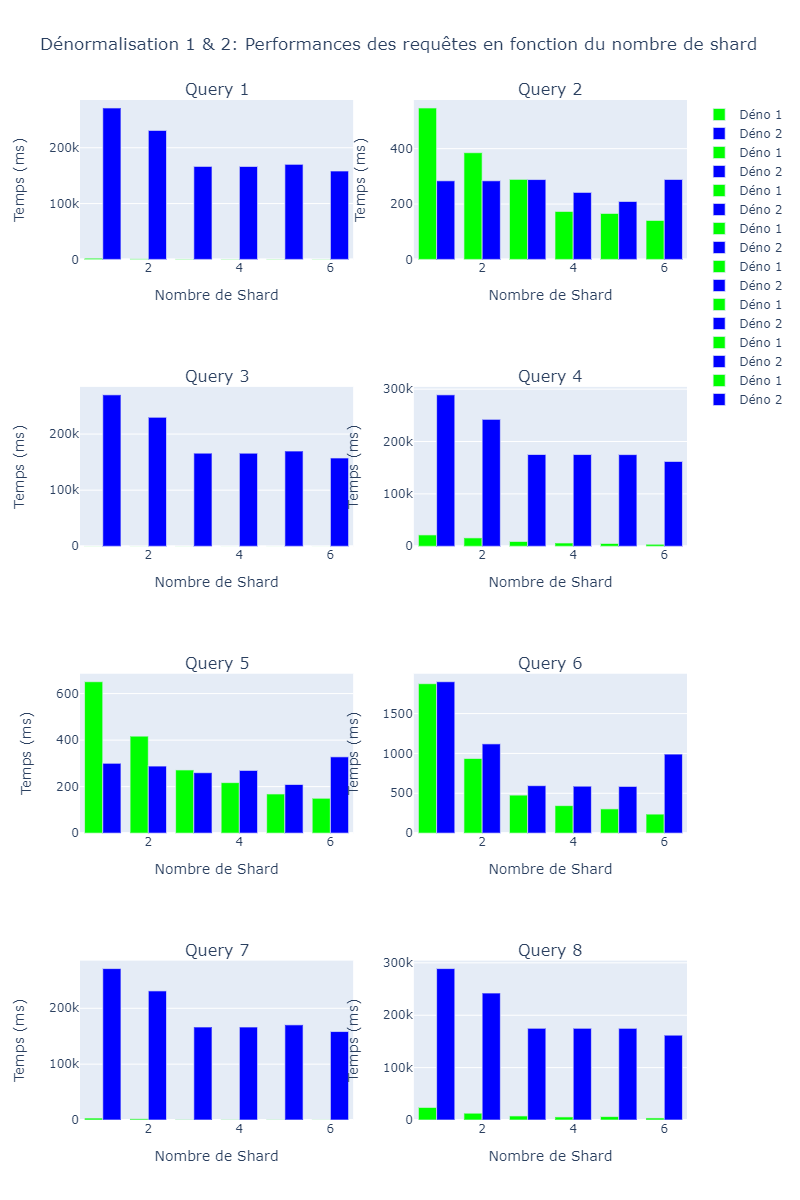 Dénormalisation 1 & 2: Performances des requêtes en fonction du nombre de shard
Query 1
Temps (ms)
200k
100k
0
2
4
6
Nombre de Shard
Query 2
Temps (ms)
400
200
0
2
4
6
Nombre de Shard
Déno 1
Déno 2
Déno 1
Déno 2
Déno 1
Déno 2
Déno 1
Déno 2
Déno 1
Déno 2
Déno 1
Déno 2
Déno 1
Déno 2
Déno 1
Déno 2
Query 3
Temps (ms)
200k
100k
0
2
4
6
Nombre de Shard
Query 4
Temps (ms)
300k
200k
100k
0
2
4
6
Nombre de Shard
Query 5
Temps (ms)
600
400
200
0
2
4
6
Nombre de Shard
Query 6
Temps (ms)
1500
1000
500
0
2
4
6
Nombre de Shard
Query 7
Temps (ms)
200k
100k
0
2
4
6
Nombre de Shard
Query 8
Temps (ms)
300k
200k
100k
0
2
4
6
Nombre de Shard